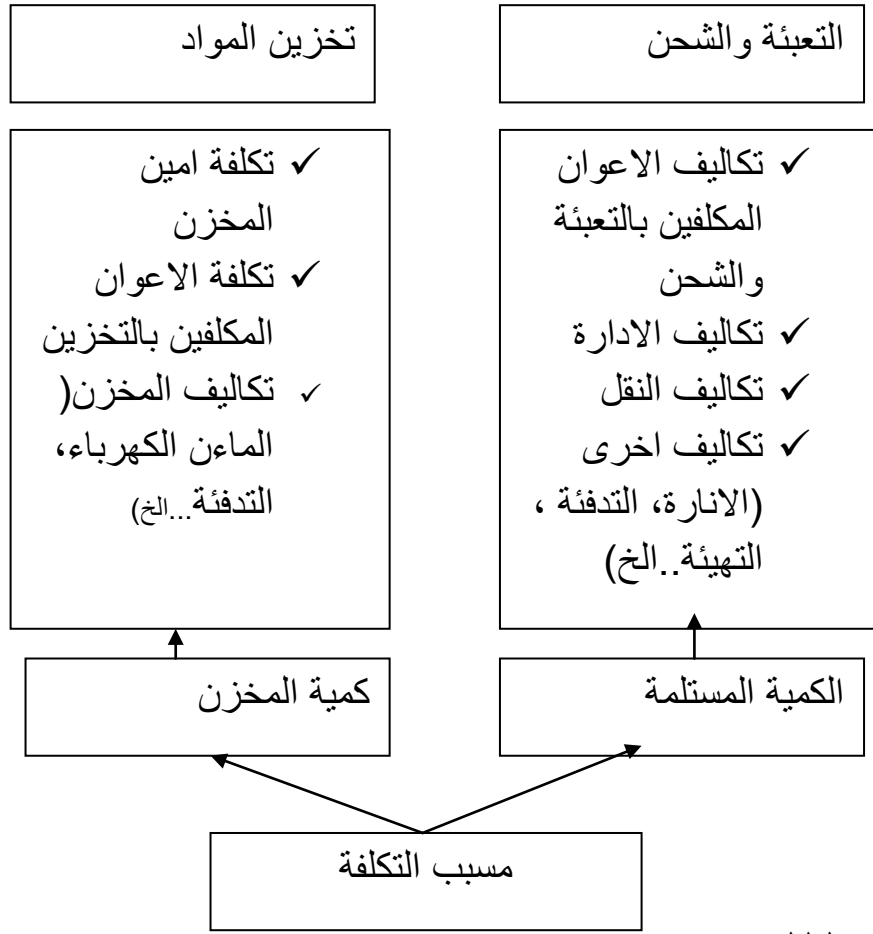 التعبئة والشحن
تخزين المواد
✓ تكاليف الاعوان
المكلفين بالتعبئة
والشحن
✓ تكاليف الادارة
✓ تكاليف النقل
✓ تكاليف اخرى
(الانارة، التدفئة ،
التهيئة..الخ)
✓ تكلفة امين
المخزن
✓ تكلفة الاعوان
المكلفين بالتخزين
✓ تكاليف المخزن(
الماءن الكهرباء،
التدفئة...الخ)
الكمية المستلمة
كمية المخزن
مسبب التكلفة